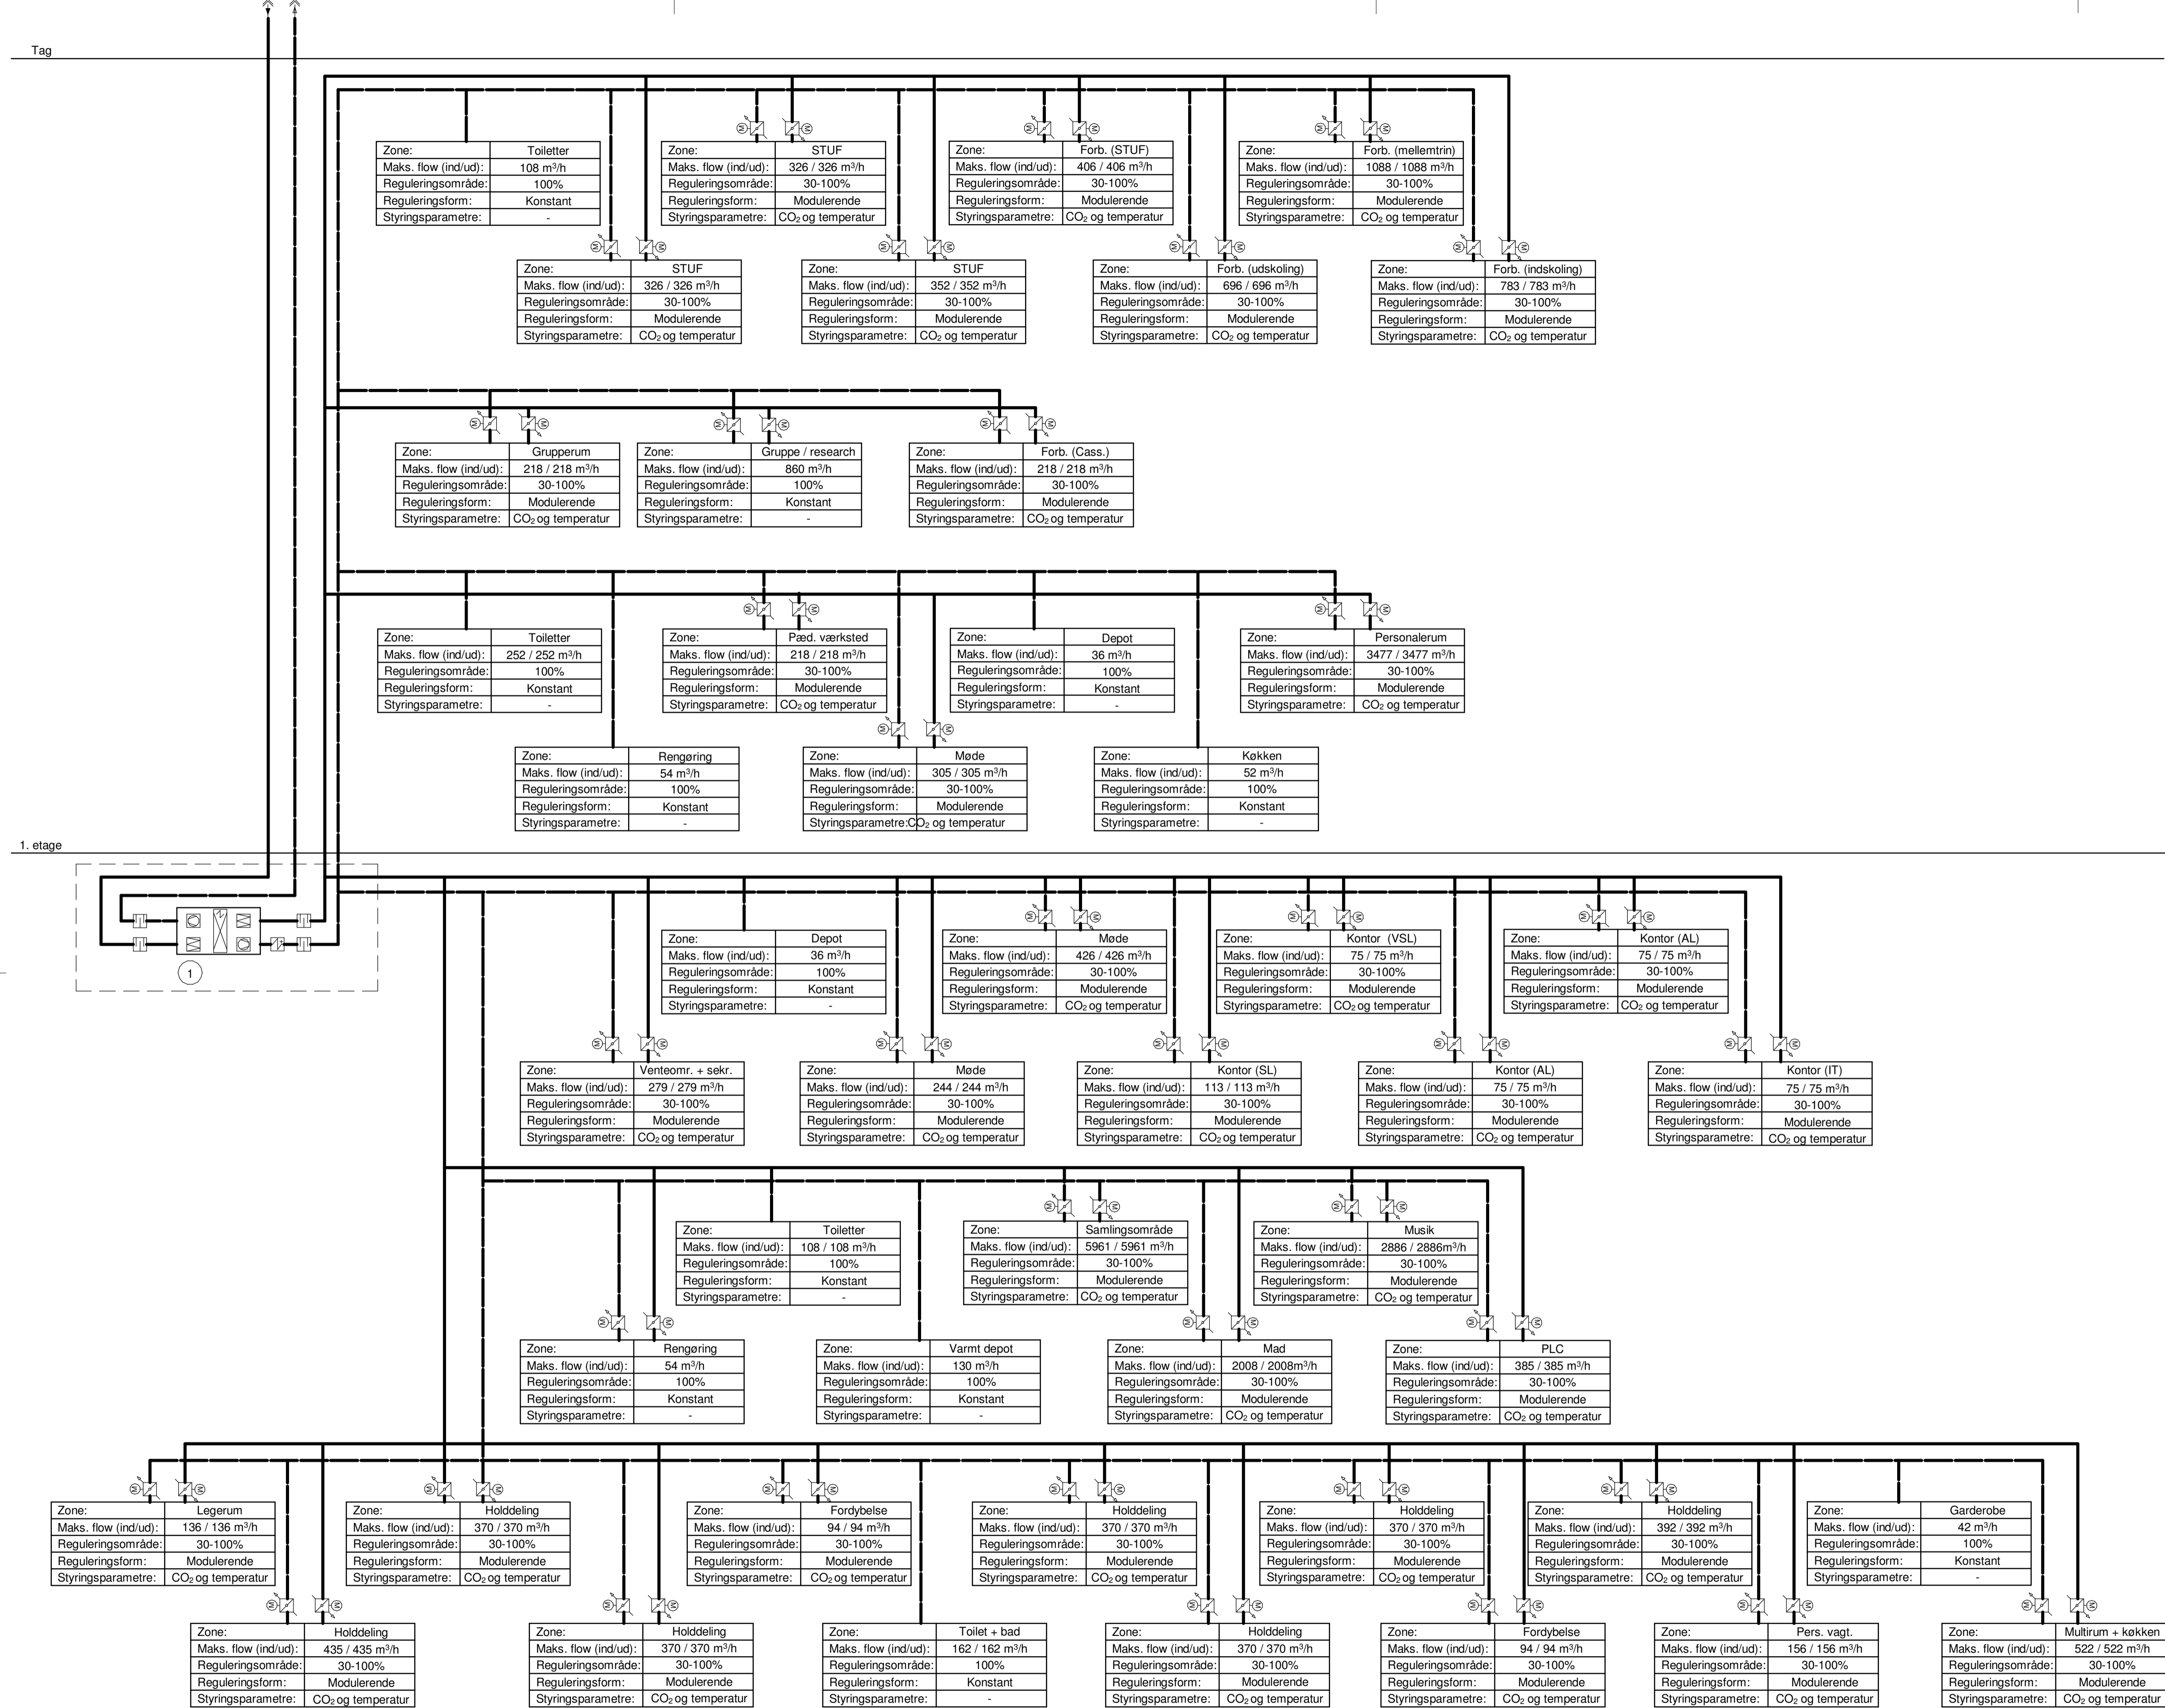 Tag
Zone: Toiletter
Maks. flow (ind/ud): 108 m³/h
Reguleringsområde: 100%
Reguleringsform: Konstant
Styringsparametre: -
Zone: STUF
Maks. flow (ind/ud): 326 / 326 m³/h
Reguleringsområde: 30-100%
Reguleringsform: Modulerende
Styringsparametre: CO₂ og temperatur
Zone: Forb. (STUF)
Maks. flow (ind/ud): 406 / 406 m³/h
Reguleringsområde: 30-100%
Reguleringsform: Modulerende
Styringsparametre: CO₂ og temperatur
Zone: Forb. (mellemtrin)
Maks. flow (ind/ud): 1088 / 1088 m³/h
Reguleringsområde: 30-100%
Reguleringsform: Modulerende
Styringsparametre: CO₂ og temperatur
Zone: STUF
Maks. flow (ind/ud): 326 / 326 m³/h
Reguleringsområde: 30-100%
Reguleringsform: Modulerende
Styringsparametre: CO₂ og temperatur
Zone: STUF
Maks. flow (ind/ud): 352 / 352 m³/h
Reguleringsområde: 30-100%
Reguleringsform: Modulerende
Styringsparametre: CO₂ og temperatur
Zone: Forb. (udskoling)
Maks. flow (ind/ud): 696 / 696 m³/h
Reguleringsområde: 30-100%
Reguleringsform: Modulerende
Styringsparametre: CO₂ og temperatur
Zone: Forb. (indskoling)
Maks. flow (ind/ud): 783 / 783 m³/h
Reguleringsområde: 30-100%
Reguleringsform: Modulerende
Styringsparametre: CO₂ og temperatur
Zone: Grupperum
Maks. flow (ind/ud): 218 / 218 m³/h
Reguleringsområde: 30-100%
Reguleringsform: Modulerende
Styringsparametre: CO₂ og temperatur
Zone: Gruppe / research
Maks. flow (ind/ud): 860 m³/h
Reguleringsområde: 100%
Reguleringsform: Konstant
Styringsparametre: -
Zone: Forb. (Cass.)
Maks. flow (ind/ud): 218 / 218 m³/h
Reguleringsområde: 30-100%
Reguleringsform: Modulerende
Styringsparametre: CO₂ og temperatur
Zone: Toiletter
Maks. flow (ind/ud): 252 / 252 m³/h
Reguleringsområde: 100%
Reguleringsform: Konstant
Styringsparametre: -
Zone: Pæd. værksted
Maks. flow (ind/ud): 218 / 218 m³/h
Reguleringsområde: 30-100%
Reguleringsform: Modulerende
Styringsparametre: CO₂ og temperatur
Zone: Depot
Maks. flow (ind/ud): 36 m³/h
Reguleringsområde: 100%
Reguleringsform: Konstant
Styringsparametre: -
Zone: Personalerum
Maks. flow (ind/ud): 3477 / 3477 m³/h
Reguleringsområde: 30-100%
Reguleringsform: Modulerende
Styringsparametre: CO₂ og temperatur
Zone: Rengøring
Maks. flow (ind/ud): 54 m³/h
Reguleringsområde: 100%
Reguleringsform: Konstant
Styringsparametre: -
Zone: Møde
Maks. flow (ind/ud): 305 / 305 m³/h
Reguleringsområde: 30-100%
Reguleringsform: Modulerende
Styringsparametre: CO₂ og temperatur
Zone: Køkken
Maks. flow (ind/ud): 52 m³/h
Reguleringsområde: 100%
Reguleringsform: Konstant
Styringsparametre: -
1. etage
1
Zone: Depot
Maks. flow (ind/ud): 36 m³/h
Reguleringsområde: 100%
Reguleringsform: Konstant
Styringsparametre: -
Zone: Møde
Maks. flow (ind/ud): 426 / 426 m³/h
Reguleringsområde: 30-100%
Reguleringsform: Modulerende
Styringsparametre: CO₂ og temperatur
Zone: Kontor (VSL)
Maks. flow (ind/ud): 75 / 75 m³/h
Reguleringsområde: 30-100%
Reguleringsform: Modulerende
Styringsparametre: CO₂ og temperatur
Zone: Kontor (AL)
Maks. flow (ind/ud): 75 / 75 m³/h
Reguleringsområde: 30-100%
Reguleringsform: Modulerende
Styringsparametre: CO₂ og temperatur
Zone: Venteomr. + sekr.
Maks. flow (ind/ud): 279 / 279 m³/h
Reguleringsområde: 30-100%
Reguleringsform: Modulerende
Styringsparametre: CO₂ og temperatur
Zone: Møde
Maks. flow (ind/ud): 244 / 244 m³/h
Reguleringsområde: 30-100%
Reguleringsform: Modulerende
Styringsparametre: CO₂ og temperatur
Zone: Kontor (SL)
Maks. flow (ind/ud): 113 / 113 m³/h
Reguleringsområde: 30-100%
Reguleringsform: Modulerende
Styringsparametre: CO₂ og temperatur
Zone: Kontor (AL)
Maks. flow (ind/ud): 75 / 75 m³/h
Reguleringsområde: 30-100%
Reguleringsform: Modulerende
Styringsparametre: CO₂ og temperatur
Zone: Kontor (IT)
Maks. flow (ind/ud): 75 / 75 m³/h
Reguleringsområde: 30-100%
Reguleringsform: Modulerende
Styringsparametre: CO₂ og temperatur
Zone: Toiletter
Maks. flow (ind/ud): 108 / 108 m³/h
Reguleringsområde: 100%
Reguleringsform: Konstant
Styringsparametre: -
Zone: Samlingsområde
Maks. flow (ind/ud): 5961 / 5961 m³/h
Reguleringsområde: 30-100%
Reguleringsform: Modulerende
Styringsparametre: CO₂ og temperatur
Zone: Musik
Maks. flow (ind/ud): 2886 / 2886m³/h
Reguleringsområde: 30-100%
Reguleringsform: Modulerende
Styringsparametre: CO₂ og temperatur
Zone: Rengøring
Maks. flow (ind/ud): 54 m³/h
Reguleringsområde: 100%
Reguleringsform: Konstant
Styringsparametre: -
Zone: Varmt depot
Maks. flow (ind/ud): 130 m³/h
Reguleringsområde: 100%
Reguleringsform: Konstant
Styringsparametre: -
Zone: Mad
Maks. flow (ind/ud): 2008 / 2008m³/h
Reguleringsområde: 30-100%
Reguleringsform: Modulerende
Styringsparametre: CO₂ og temperatur
Zone: PLC
Maks. flow (ind/ud): 385 / 385 m³/h
Reguleringsområde: 30-100%
Reguleringsform: Modulerende
Styringsparametre: CO₂ og temperatur
Zone: Legerum
Maks. flow (ind/ud): 136 / 136 m³/h
Reguleringsområde: 30-100%
Reguleringsform: Modulerende
Styringsparametre: CO₂ og temperatur
Zone: Holddeling
Maks. flow (ind/ud): 370 / 370 m³/h
Reguleringsområde: 30-100%
Reguleringsform: Modulerende
Styringsparametre: CO₂ og temperatur
Zone: Fordybelse
Maks. flow (ind/ud): 94 / 94 m³/h
Reguleringsområde: 30-100%
Reguleringsform: Modulerende
Styringsparametre: CO₂ og temperatur
Zone: Holddeling
Maks. flow (ind/ud): 370 / 370 m³/h
Reguleringsområde: 30-100%
Reguleringsform: Modulerende
Styringsparametre: CO₂ og temperatur
Zone: Holddeling
Maks. flow (ind/ud): 370 / 370 m³/h
Reguleringsområde: 30-100%
Reguleringsform: Modulerende
Styringsparametre: CO₂ og temperatur
Zone: Holddeling
Maks. flow (ind/ud): 392 / 392 m³/h
Reguleringsområde: 30-100%
Reguleringsform: Modulerende
Styringsparametre: CO₂ og temperatur
Zone: Garderobe
Maks. flow (ind/ud): 42 m³/h
Reguleringsområde: 100%
Reguleringsform: Konstant
Styringsparametre: -
Zone: Holddeling
Maks. flow (ind/ud): 435 / 435 m³/h
Reguleringsområde: 30-100%
Reguleringsform: Modulerende
Styringsparametre: CO₂ og temperatur
Zone: Holddeling
Maks. flow (ind/ud): 370 / 370 m³/h
Reguleringsområde: 30-100%
Reguleringsform: Modulerende
Styringsparametre: CO₂ og temperatur
Zone: Toilet + bad
Maks. flow (ind/ud): 162 / 162 m³/h
Reguleringsområde: 100%
Reguleringsform: Konstant
Styringsparametre: -
Zone: Holddeling
Maks. flow (ind/ud): 370 / 370 m³/h
Reguleringsområde: 30-100%
Reguleringsform: Modulerende
Styringsparametre: CO₂ og temperatur
Zone: Fordybelse
Maks. flow (ind/ud): 94 / 94 m³/h
Reguleringsområde: 30-100%
Reguleringsform: Modulerende
Styringsparametre: CO₂ og temperatur
Zone: Pers. vagt.
Maks. flow (ind/ud): 156 / 156 m³/h
Reguleringsområde: 30-100%
Reguleringsform: Modulerende
Styringsparametre: CO₂ og temperatur
Zone: Multirum + køkken
Maks. flow (ind/ud): 522 / 522 m³/h
Reguleringsområde: 30-100%
Reguleringsform: Modulerende
Styringsparametre: CO₂ og temperatur